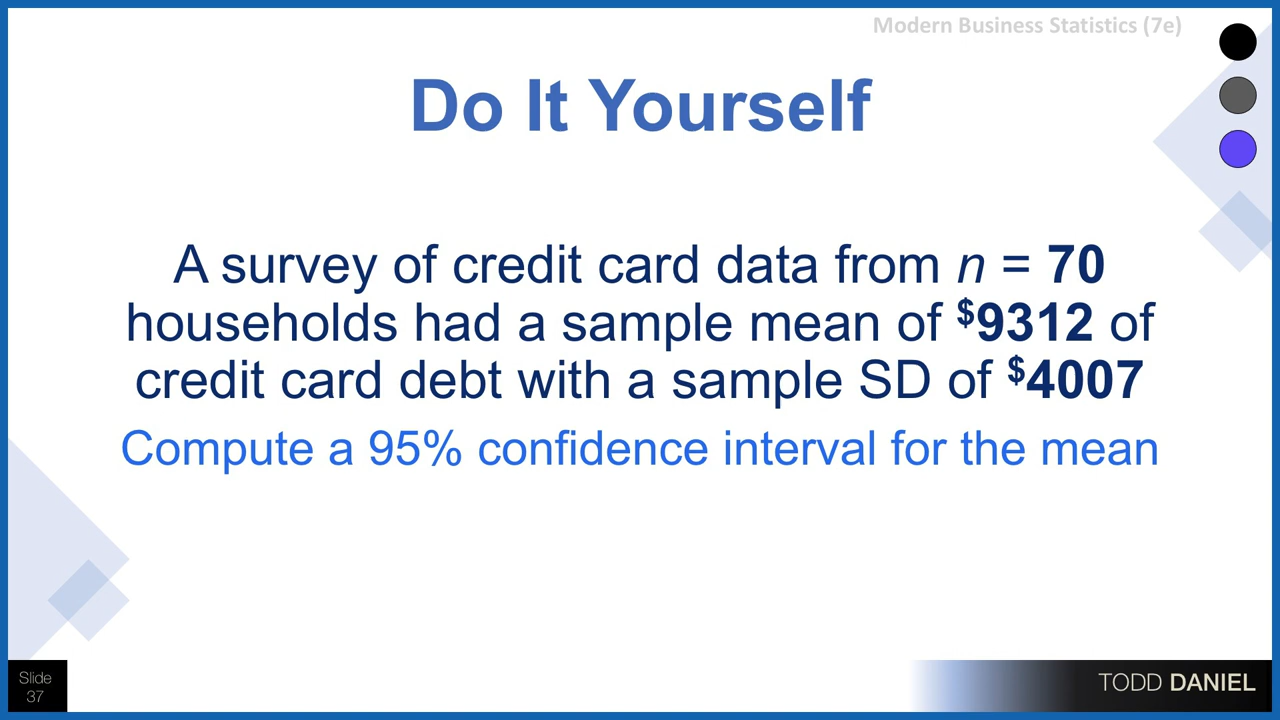 Modern Business Statistics (7e)
Do It Yourself
A survey of credit card data from n = 70
households had a sample mean of $9312 of
credit card debt with a sample SD of $4007
Compute a 95% confidence interval for the mean
Slide
37
TODD DANIEL